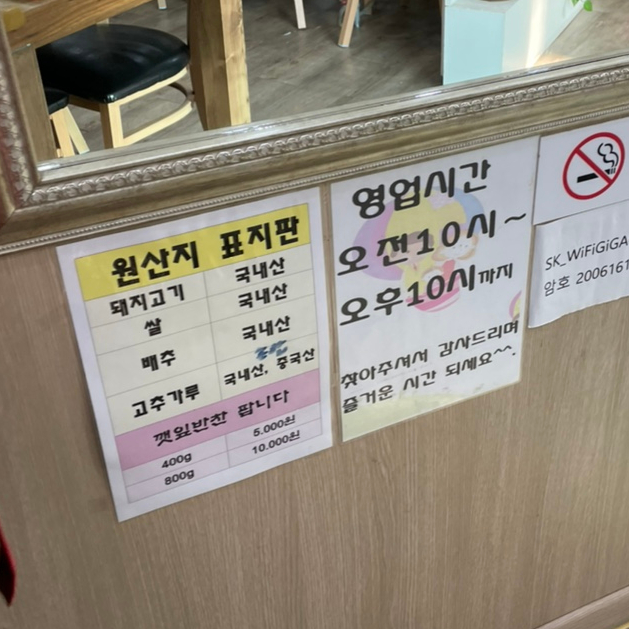 원산지 표지판
돼지고기 국내산
쌀 국내산
배추 국내산
고추가루 국내산, 중국산
깻잎반찬 팝니다
400g 5.000원
800g 10.000원
영업시간
오전10시~
오후10시까지
찾아주셔서 감사드리며
즐거운 시간 되세요^^.
SK_WiFiGiGA
암호 2006161